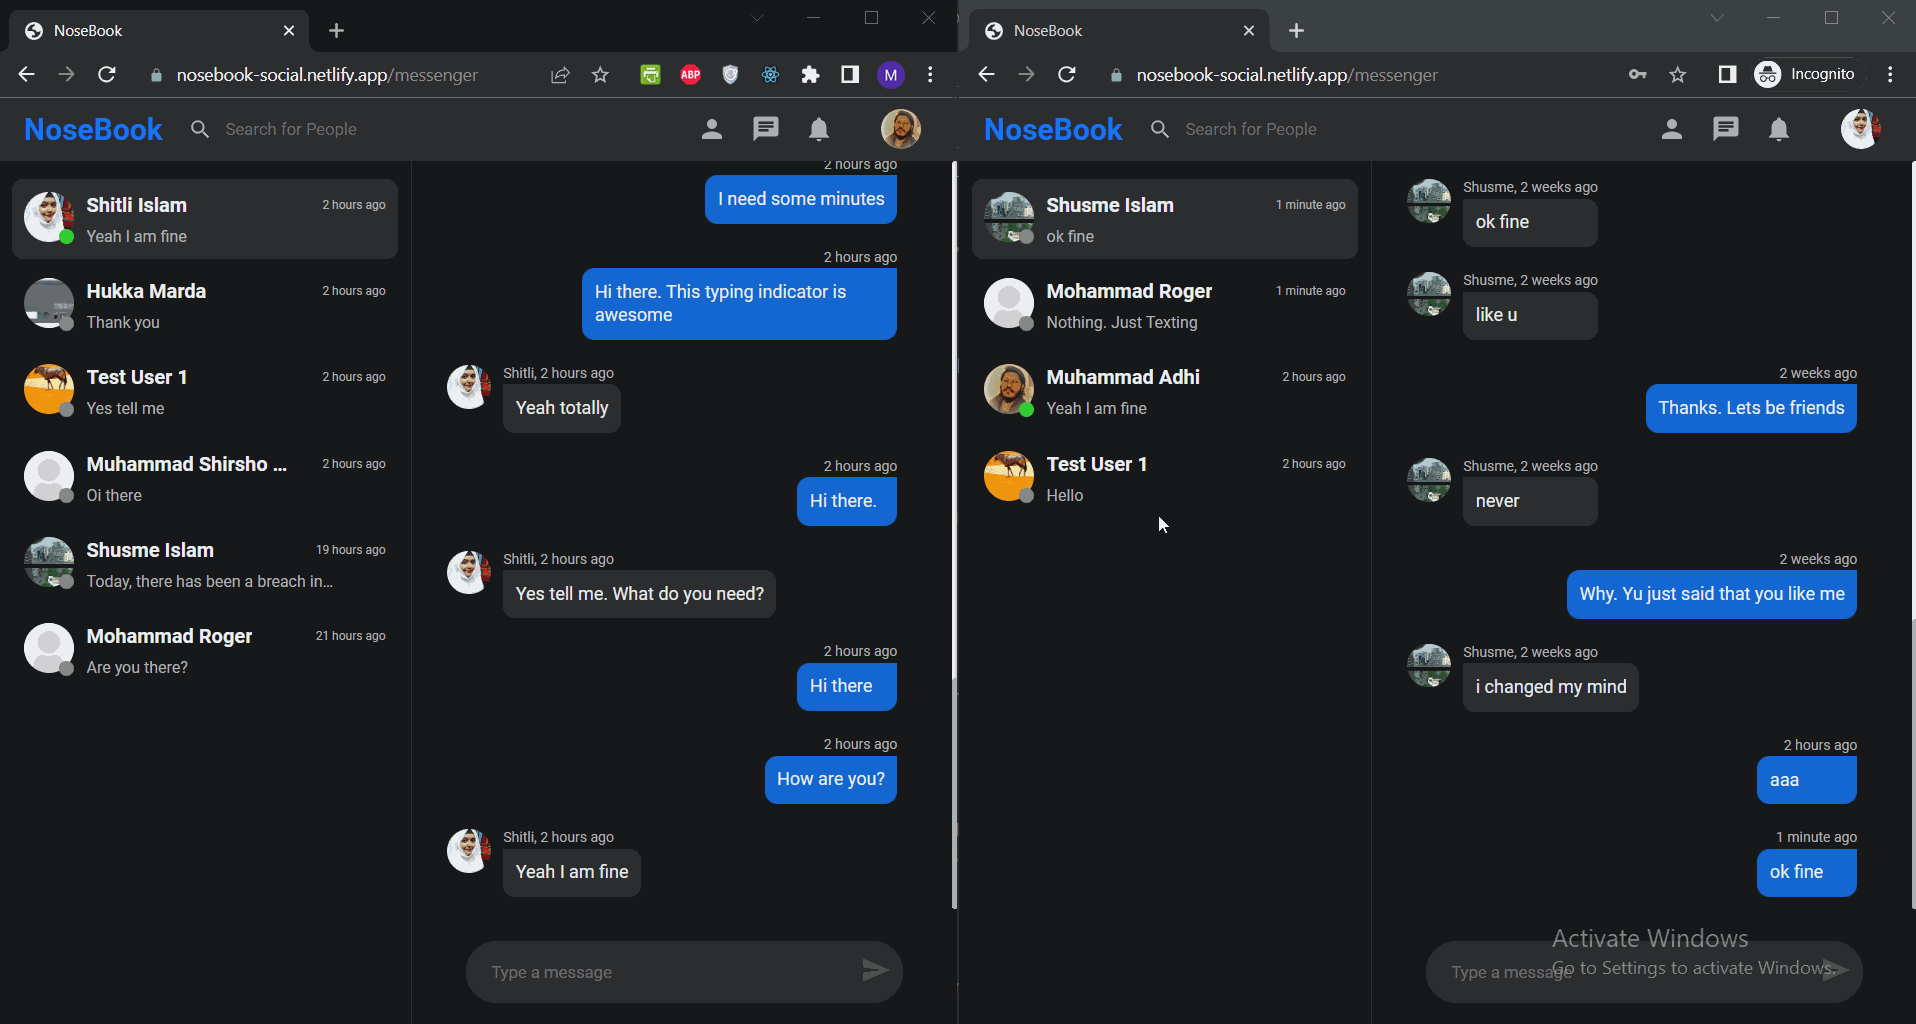 NoseBook
nosebook-social.netlify.app/messenger
ABP
M
NoseBook
Search for People
Shitli Islam
2 hours ago
Yeah I am fine
Hukka Marda
2 hours ago
Thank you
Test User 1
2 hours ago
Yes tell me
Muhammad Shirsho ...
2 hours ago
Oi there
Shusme Islam
19 hours ago
Today, there has been a breach in...
Mohammad Roger
21 hours ago
Are you there?
2 hours ago
I need some minutes
2 hours ago
Hi there. This typing indicator is
awesome
Shitli, 2 hours ago
Yeah totally
2 hours ago
Hi there.
Shitli, 2 hours ago
Yes tell me. What do you need?
2 hours ago
Hi there
2 hours ago
How are you?
Shitli, 2 hours ago
Yeah I am fine
Type a message
NoseBook
nosebook-social.netlify.app/messenger
Incognito
NoseBook
Search for People
Shusme Islam
1 minute ago
ok fine
Mohammad Roger
1 minute ago
Nothing. Just Texting
Muhammad Adhi
2 hours ago
Yeah I am fine
Test User 1
2 hours ago
Hello
Shusme, 2 weeks ago
ok fine
Shusme, 2 weeks ago
like u
2 weeks ago
Thanks. Lets be friends
Shusme, 2 weeks ago
never
2 weeks ago
Why. Yu just said that you like me
Shusme, 2 weeks ago
i changed my mind
2 hours ago
aaa
1 minute ago
ok fine
Type a message
Activate Windows
Go to Settings to activate Windows.